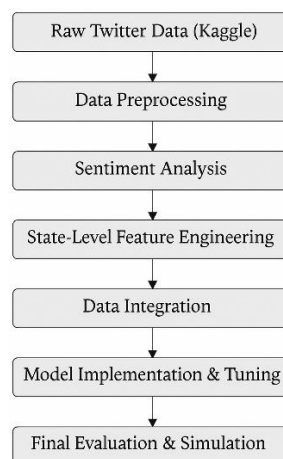 Raw Twitter Data (Kaggle)
Data Preprocessing
Sentiment Analysis
State-Level Feature Engineering
Data Integration
Model Implementation & Tuning
Final Evaluation & Simulation